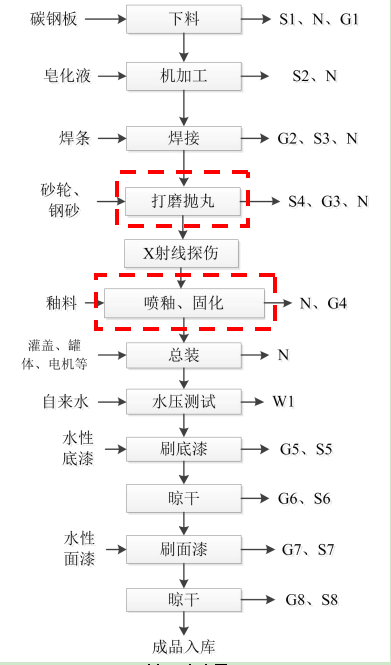 碳钢板 下料 S1、N、G1
皂化液 机加工 S2、N
焊条 焊接 G2、S3、N
砂轮、
钢砂
打磨抛丸 S4、G3、N
X射线探伤
釉料 喷釉、固化 N、G4
灌盖、罐
体、电机等
总装 N
自来水 水压测试 W1
水性
底漆
刷底漆 G5、S5
晾干 G6、S6
水性
面漆
刷面漆 G7、S7
晾干 G8、S8
成品入库